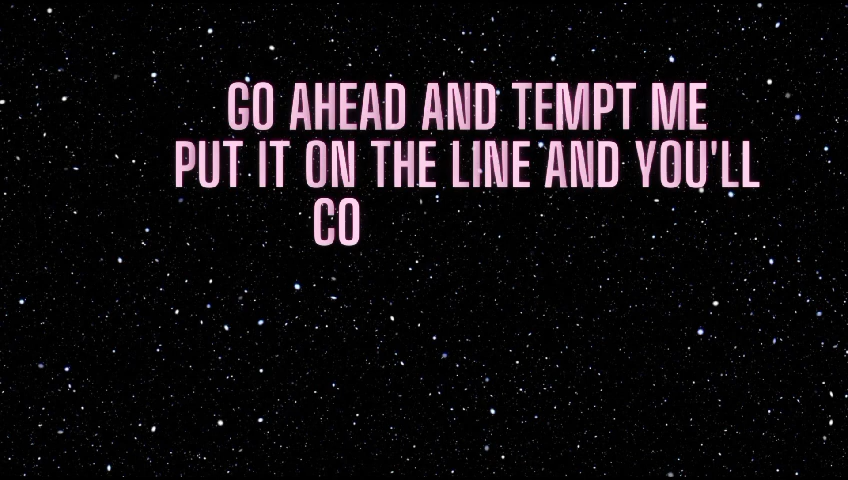 GO AHEAD AND TEMPT ME
PUT IT ON THE LINE AND YOU'LL
CO